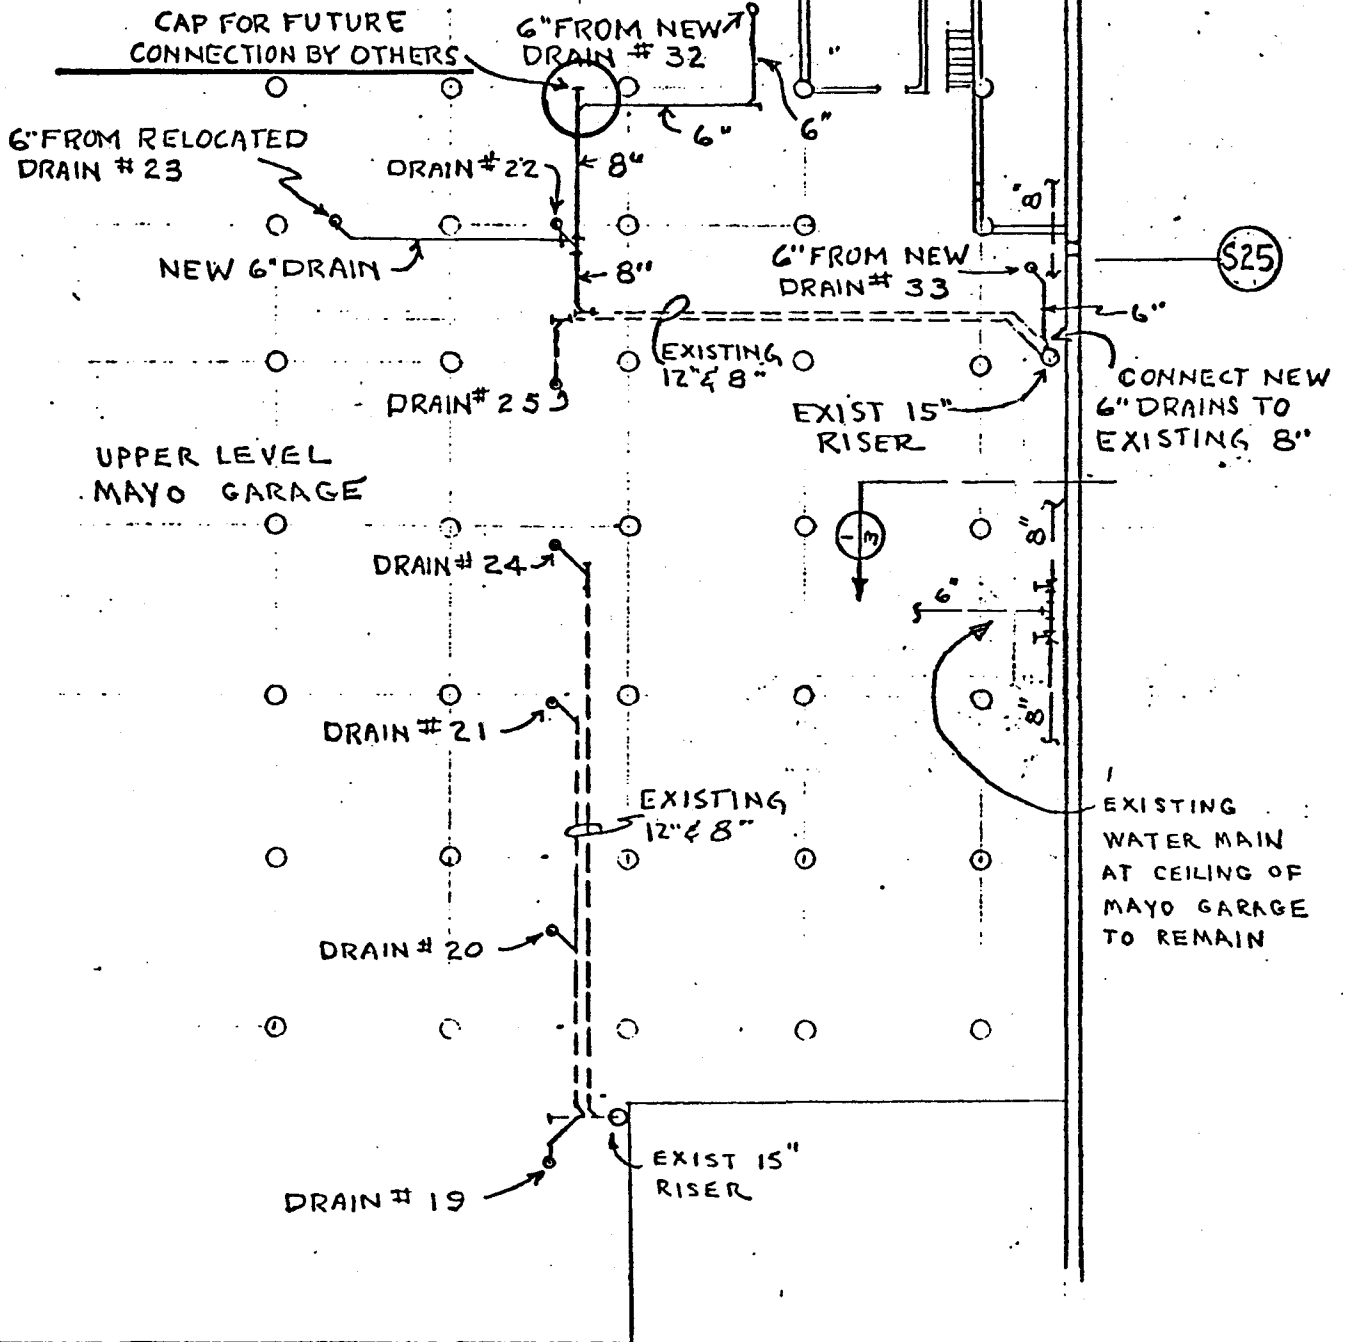 CAP FOR FUTURE
CONNECTION BY OTHERS
6" FROM NEW
DRAIN # 32
"
6"
6"
6" FROM RELOCATED
DRAIN # 23
DRAIN # 22
8"
8"
NEW 6" DRAIN
8"
6" FROM NEW
DRAIN # 33
S25
6"
EXISTING
12" & 8"
DRAIN # 25
EXIST 15"
RISER
CONNECT NEW
6" DRAINS TO
EXISTING 8"
UPPER LEVEL
MAYO GARAGE
8"
DRAIN # 24
6"
DRAIN # 21
8"
EXISTING
12" & 8"
EXISTING
WATER MAIN
AT CEILING OF
MAYO GARAGE
TO REMAIN
DRAIN # 20
EXIST 15"
RISER
DRAIN # 19